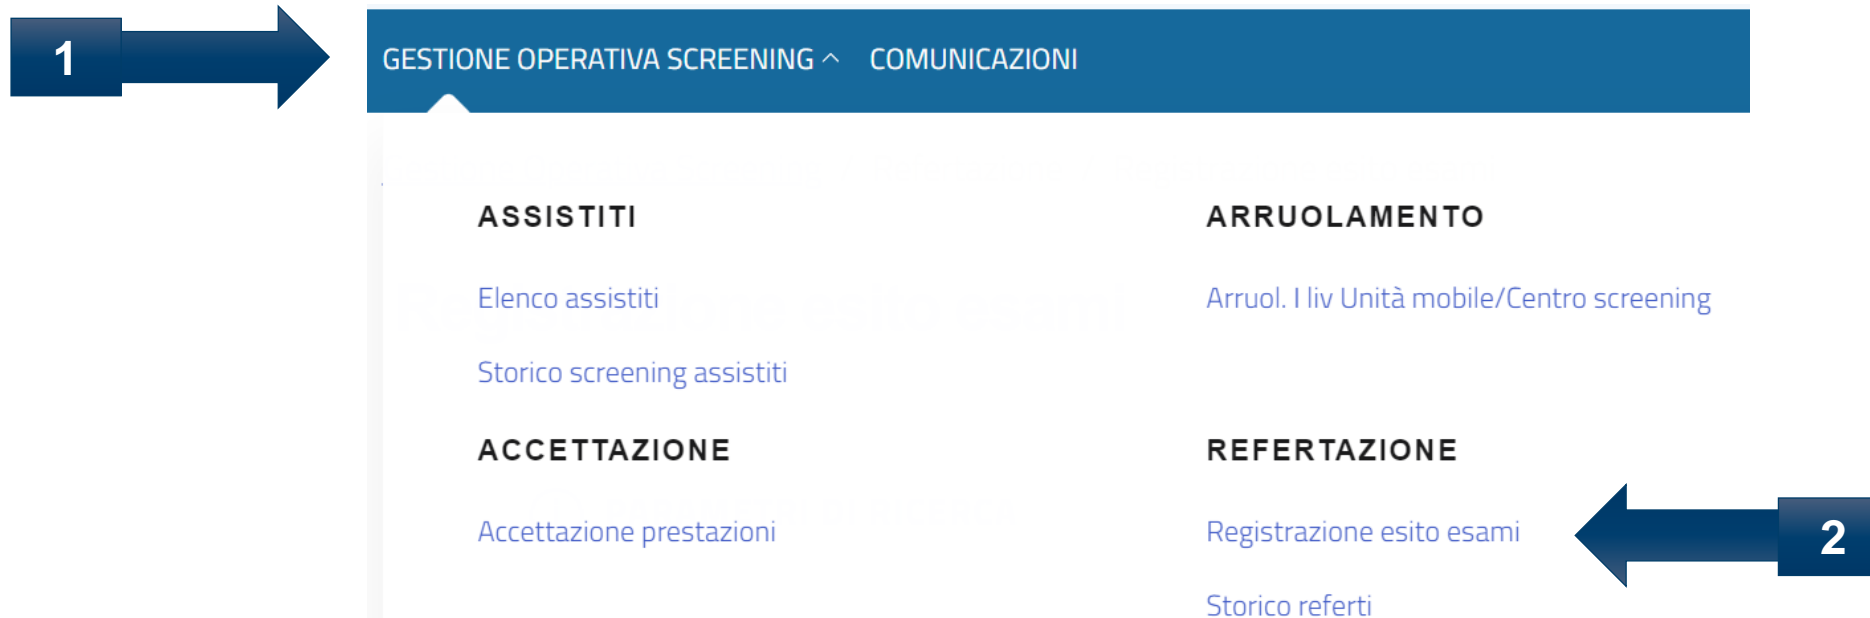 1
GESTIONE OPERATIVA SCREENING COMUNICAZIONI
ASSISTITI
Elenco assistiti
Storico screening assistiti
ARRUOLAMENTO
Arruol. I liv Unità mobile/Centro screening
ACCETTAZIONE
Accettazione prestazioni
REFERTAZIONE
Registrazione esito esami
2
Storico referti